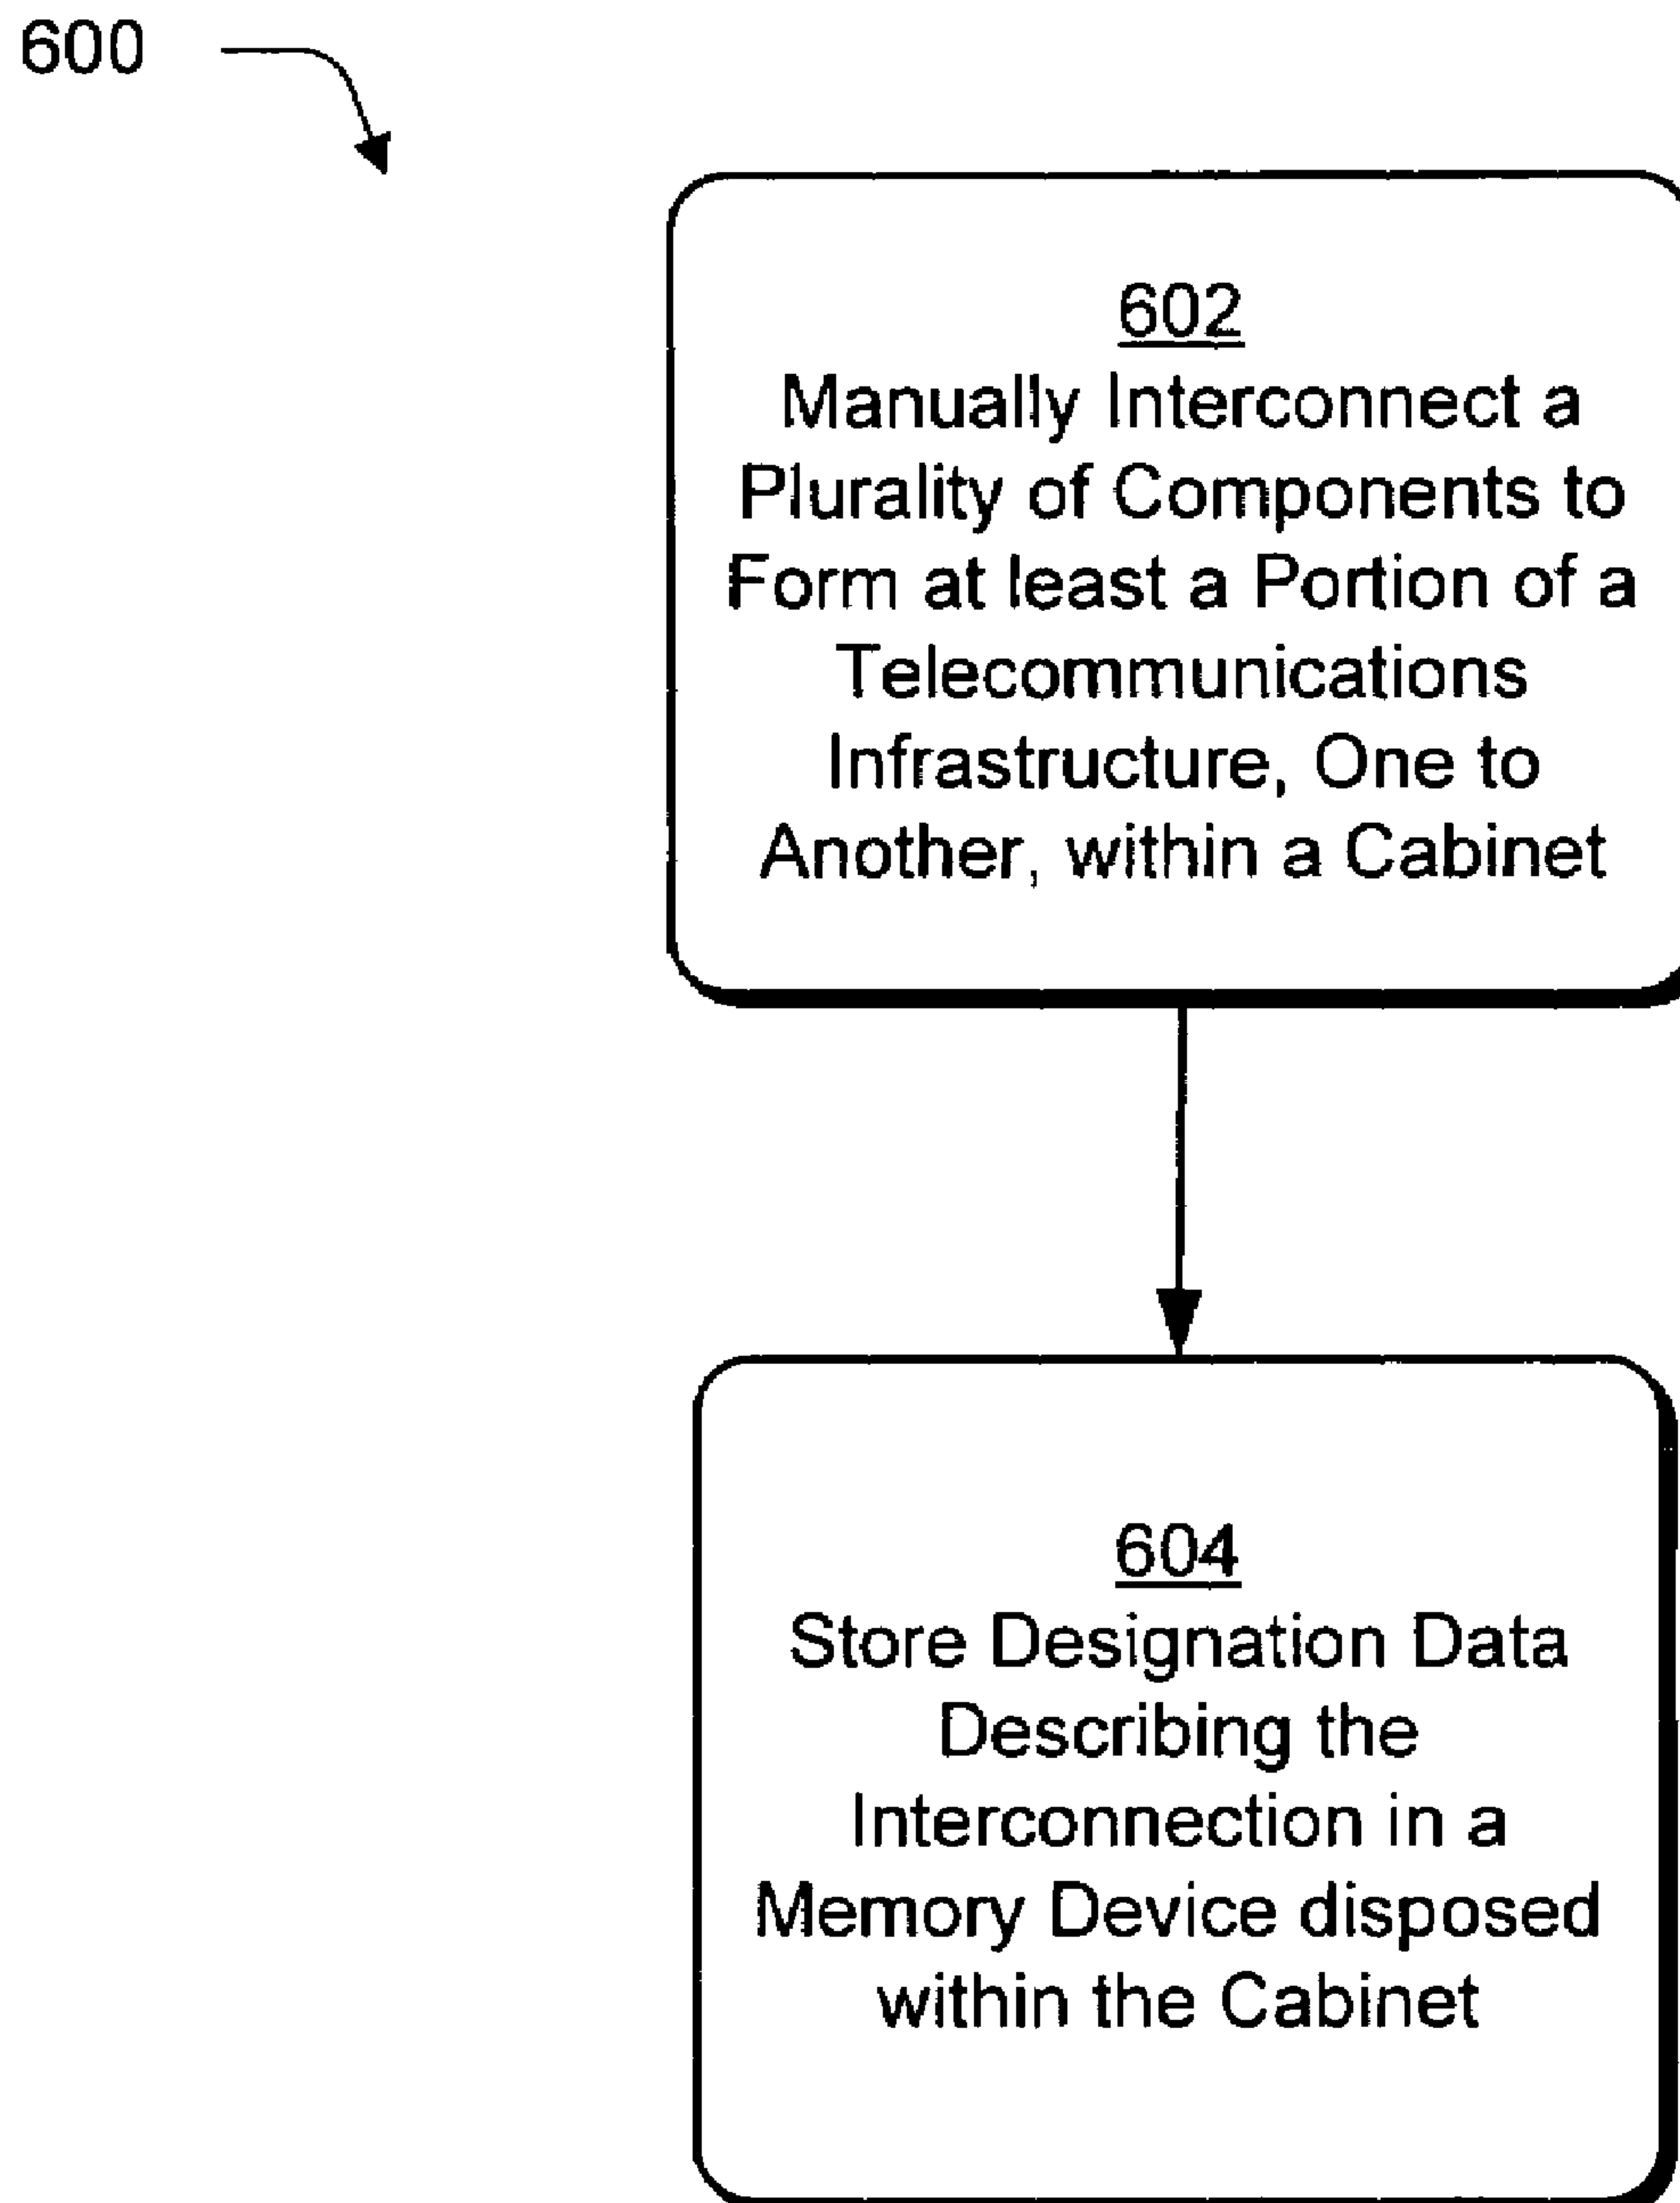 600
602
Manually Interconnect a
Plurality of Components to
Form at least a Portion of a
Telecommunications
Infrastructure, One to
Another, within a Cabinet
604
Store Designation Data
Describing the
Interconnection in a
Memory Device disposed
within the Cabinet